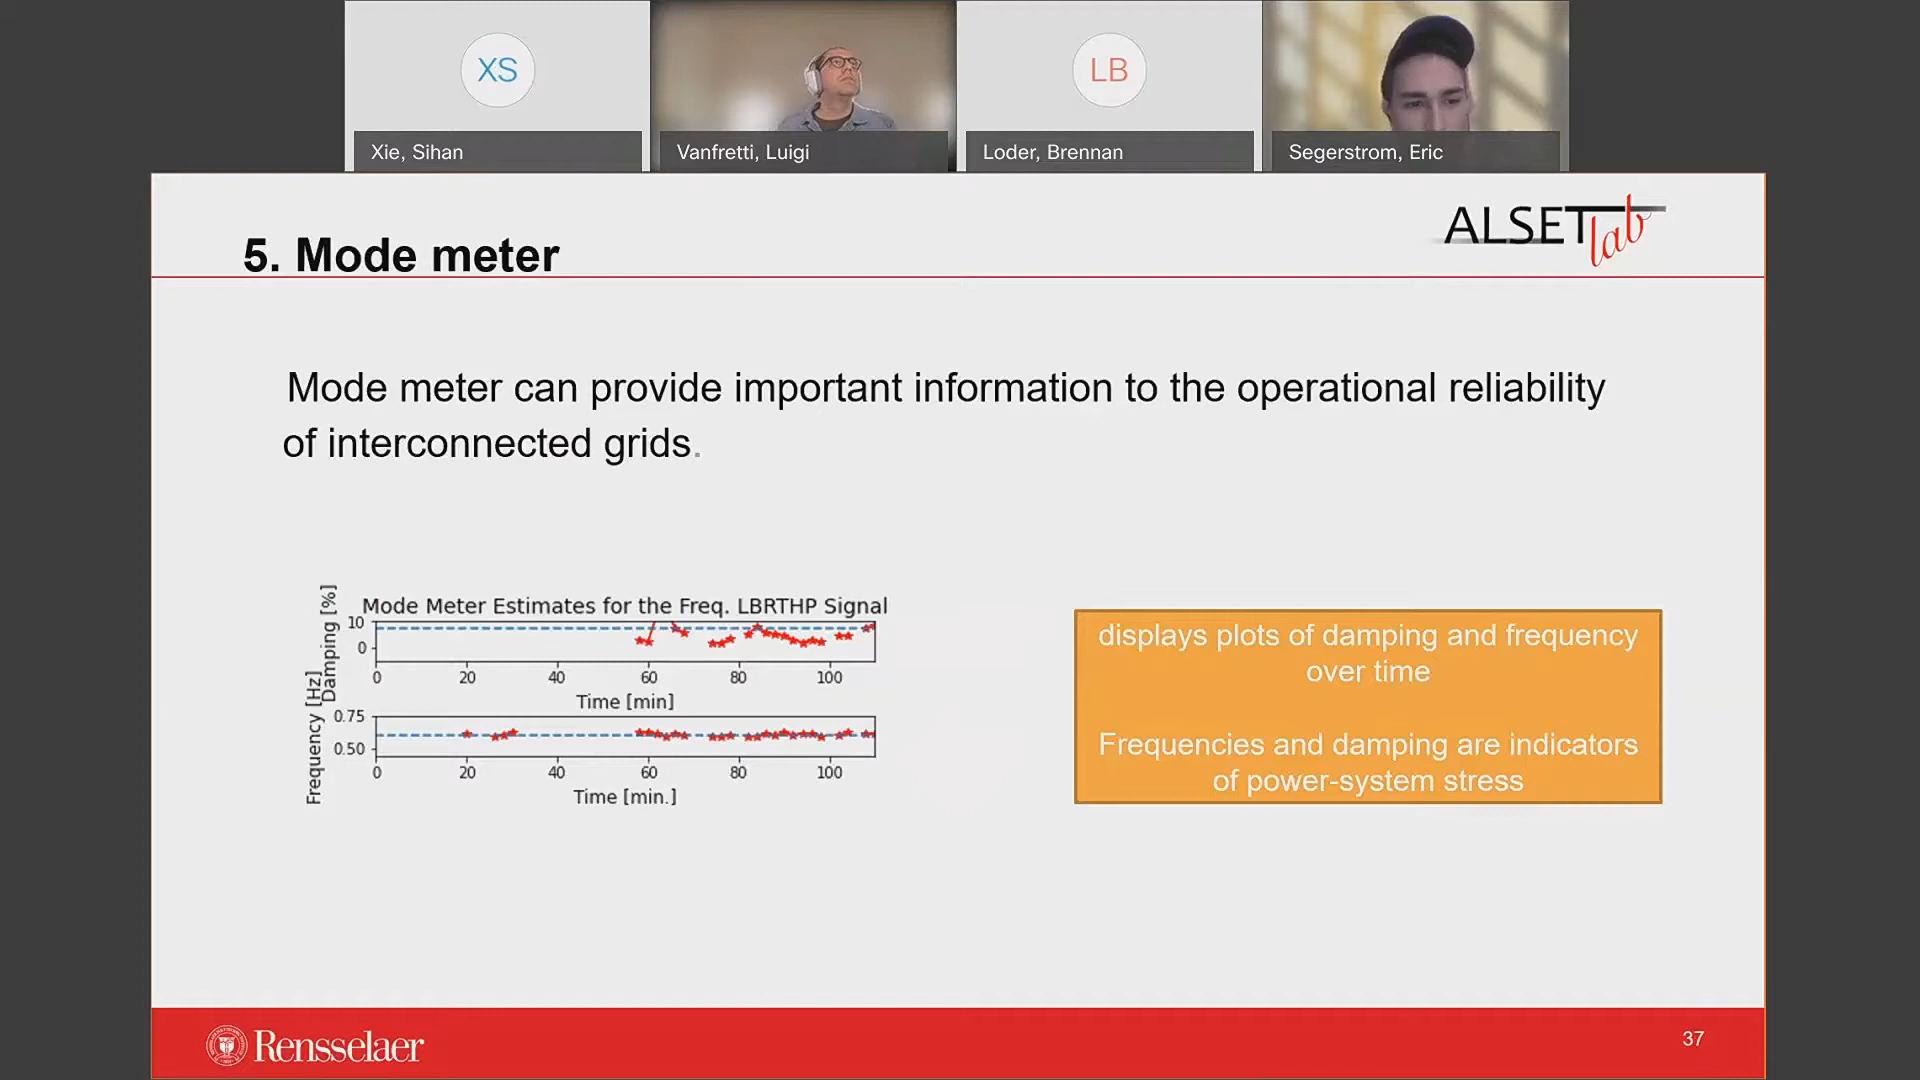 XS
LB
Xie, Sihan
Vanfretti, Luigi
Loder, Brennan
Segerstrom, Eric
ALSETlab
5. Mode meter
Mode meter can provide important information to the operational reliability
of interconnected grids.
Mode Meter Estimates for the Freq. LBRTHP Signal
Damping [%]
10
0
0 20 40 60 80 100
Time [min]
Frequency [Hz]
0.75
0.50
0 20 40 60 80 100
Time [min.]
displays plots of damping and frequency
over time
Frequencies and damping are indicators
of power-system stress
Rensselaer
37